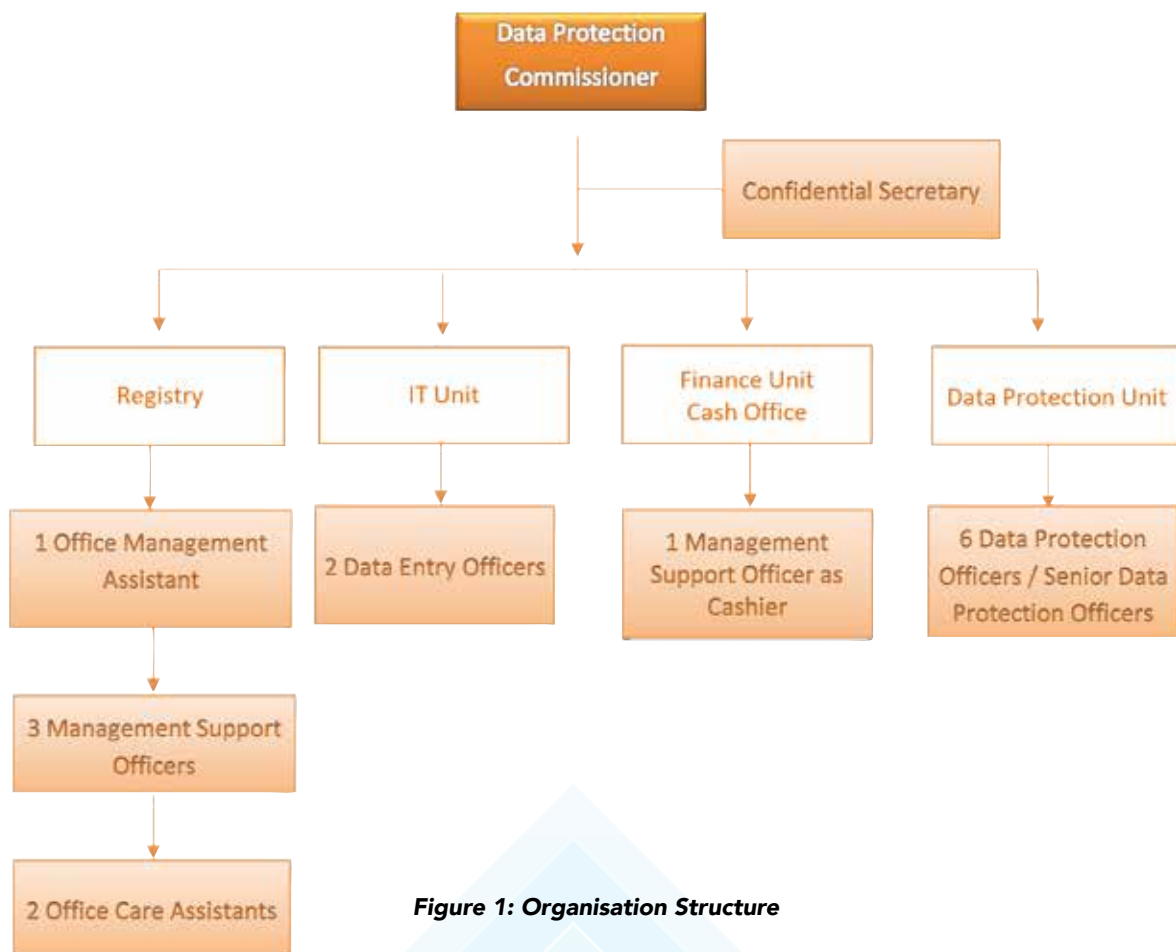 Data Protection
Commissioner
Confidential Secretary
Registry
IT Unit
Finance Unit
Cash Office
Data Protection Unit
1 Office Management
Assistant
2 Data Entry Officers
1 Management
Support Officer as
Cashier
6 Data Protection
Officers / Senior Data
Protection Officers
3 Management Support
Officers
2 Office Care Assistants
Figure 1: Organisation Structure